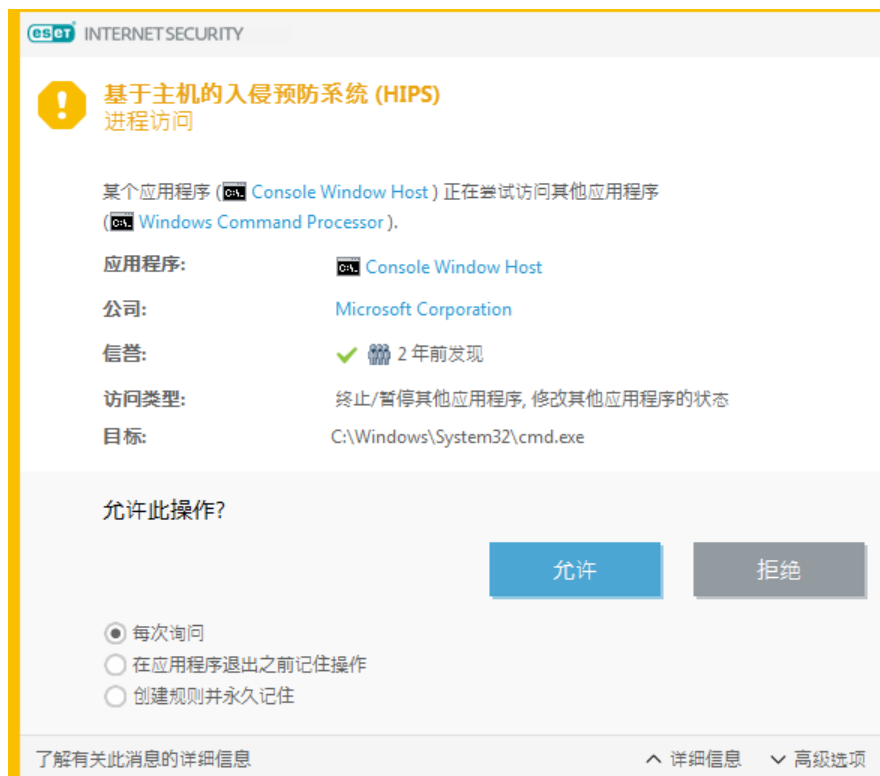 eset INTERNET SECURITY
基于主机的入侵预防系统 (HIPS)
进程访问
某个应用程序 ( Console Window Host ) 正在尝试访问其他应用程序
( Windows Command Processor ).
应用程序: Console Window Host
公司: Microsoft Corporation
信誉: 2 年前发现
访问类型: 终止/暂停其他应用程序, 修改其他应用程序的状态
目标: C:\Windows\System32\cmd.exe
允许此操作?
允许 拒绝
每次询问
在应用程序退出之前记住操作
创建规则并永久记住
了解有关此消息的详细信息 详细信息 高级选项